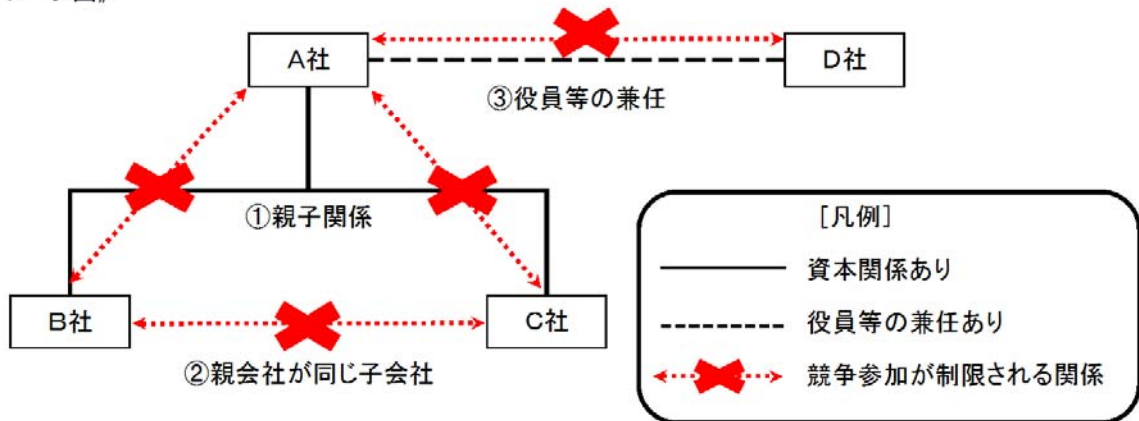 A社
D社
③役員等の兼任
①親子関係
B社
C社
②親会社が同じ子会社
[凡例]
資本関係あり
役員等の兼任あり
競争参加が制限される関係